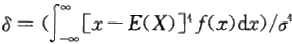 δ = (∫_{-∞}^{∞} [x − E(X)]⁴ f(x)dx)/σ⁴